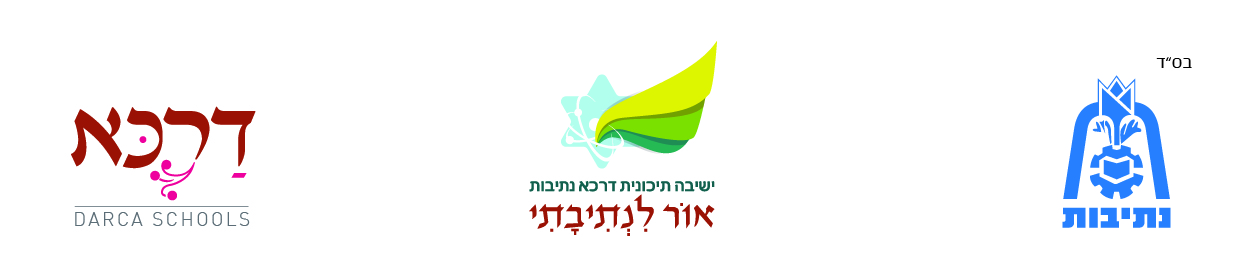 בס״ד
נתיבות
ישיבה תיכונית דרכא נתיבות
אוֹר לִנְתִיבָתִי
דַרְכָּא
DARCA SCHOOLS